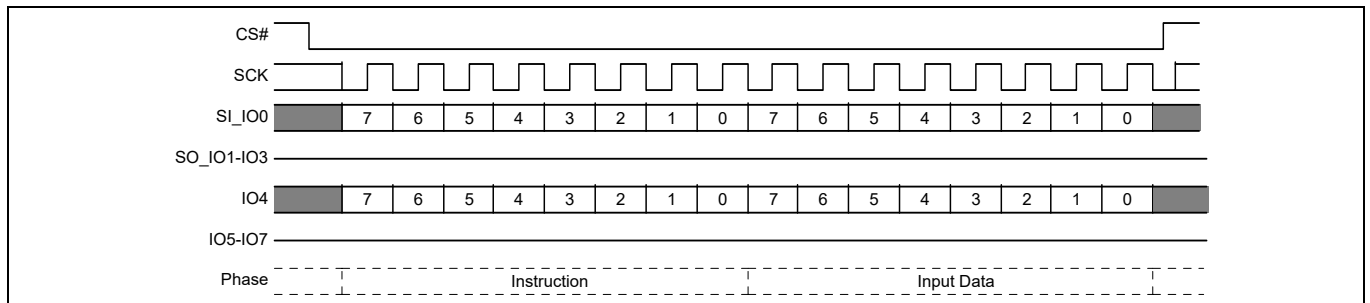 CS#
SCK
SI_IO0 7 6 5 4 3 2 1 0 7 6 5 4 3 2 1 0
SO_IO1-IO3
IO4 7 6 5 4 3 2 1 0 7 6 5 4 3 2 1 0
IO5-IO7
Phase Instruction Input Data